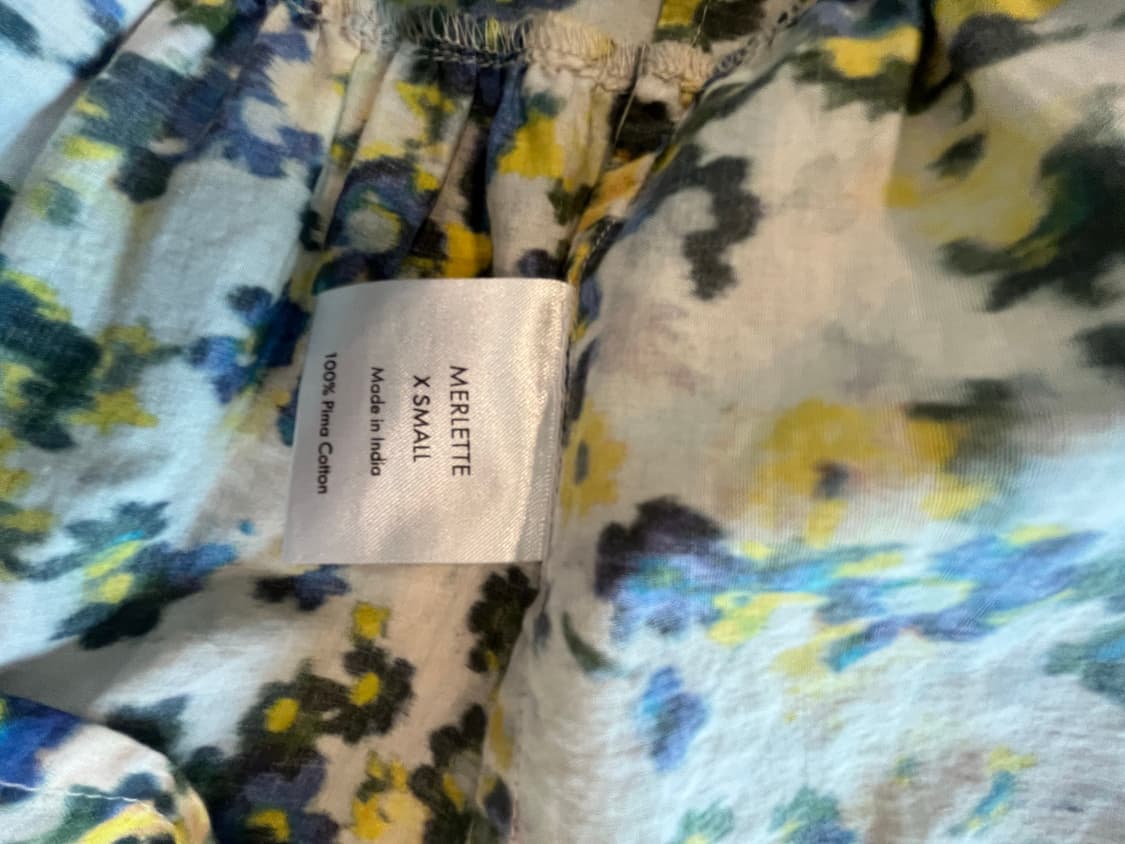 MERLETTE
X SMALL
Made in India
100% Pima Cotton